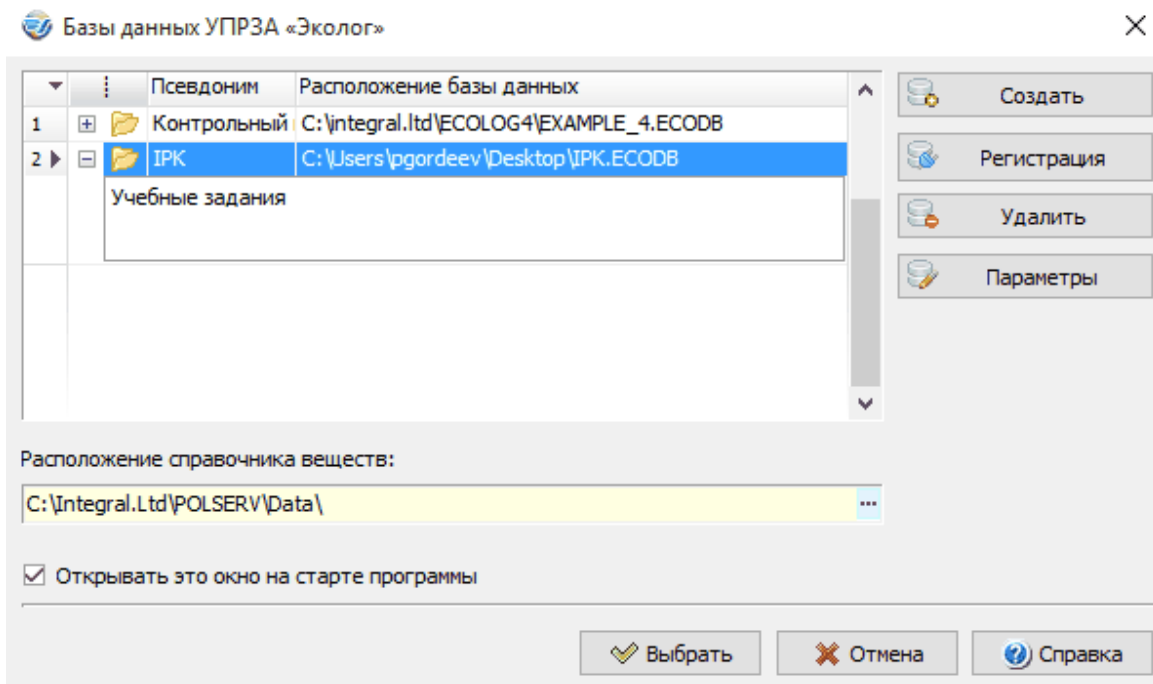 Базы данных УПРЗА «Эколог»
Псевдоним Расположение базы данных
1 Контрольный C:\integral.ltd\ECOLOG4\EXAMPLE_4.ECODB
2 IPK C:\Users\pgordeev\Desktop\IPK.ECODB
Учебные задания
Создать
Регистрация
Удалить
Параметры
Расположение справочника веществ:
C:\Integral.Ltd\POLSERV\Data\ ...
Открывать это окно на старте программы
Выбрать Отмена Справка